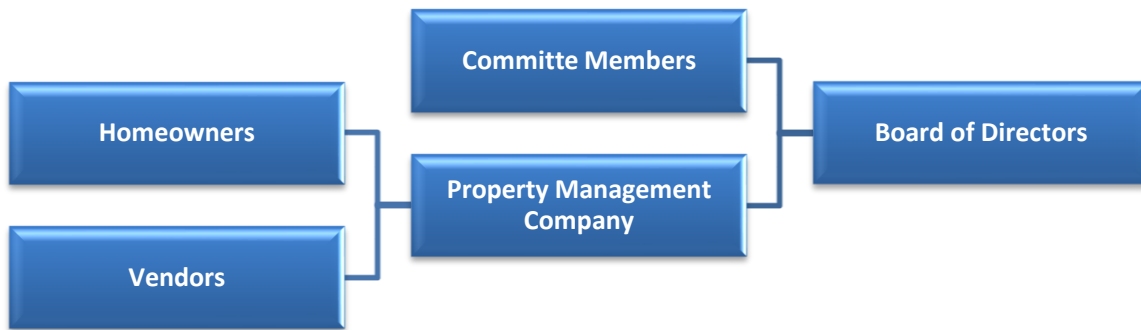 Committe Members
Homeowners
Board of Directors
Property Management
Company
Vendors